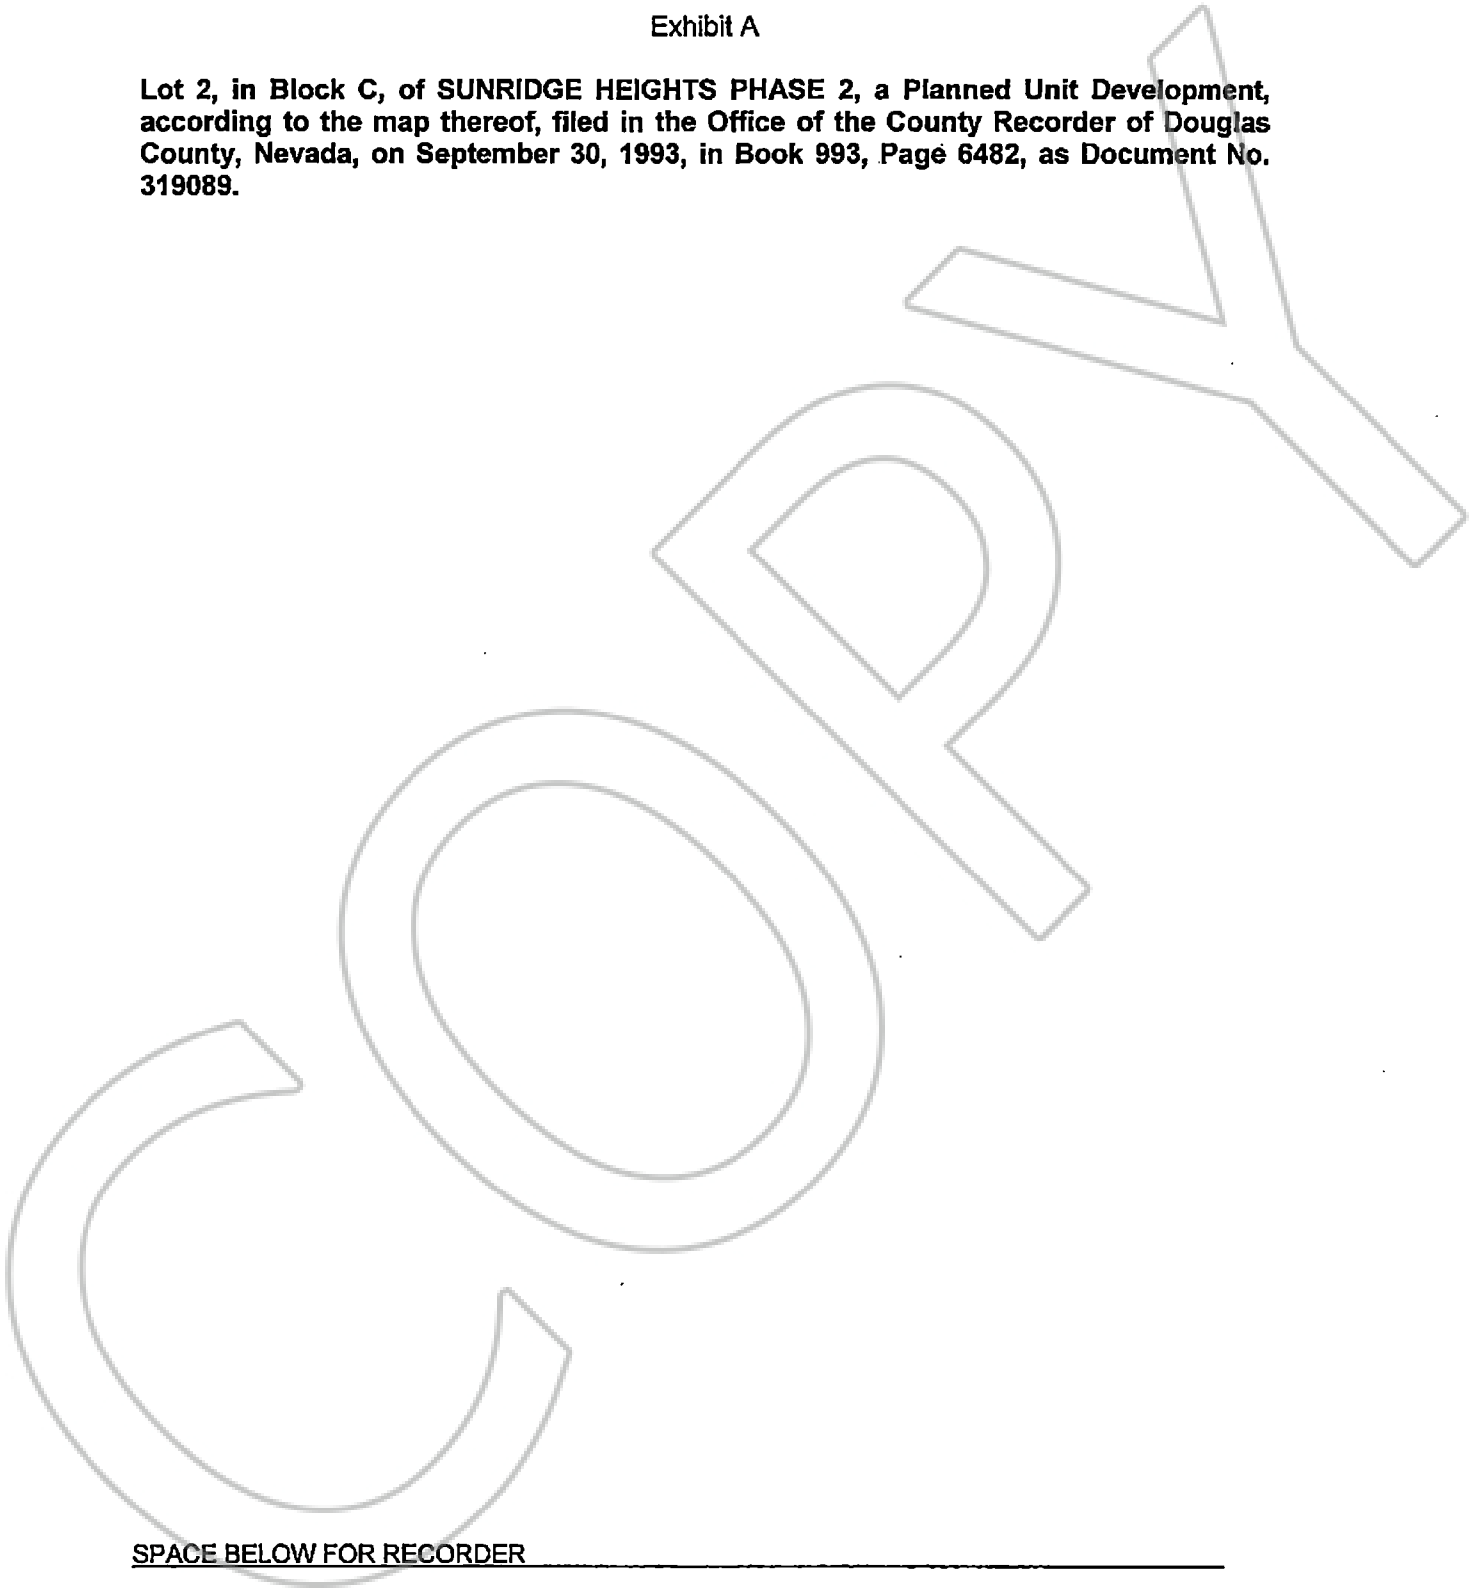 Exhibit A
Lot 2, in Block C, of SUNRIDGE HEIGHTS PHASE 2, a Planned Unit Development,
according to the map thereof, filed in the Office of the County Recorder of Douglas
County, Nevada, on September 30, 1993, in Book 993, Page 6482, as Document No.
319089.
COPY
SPACE BELOW FOR RECORDER